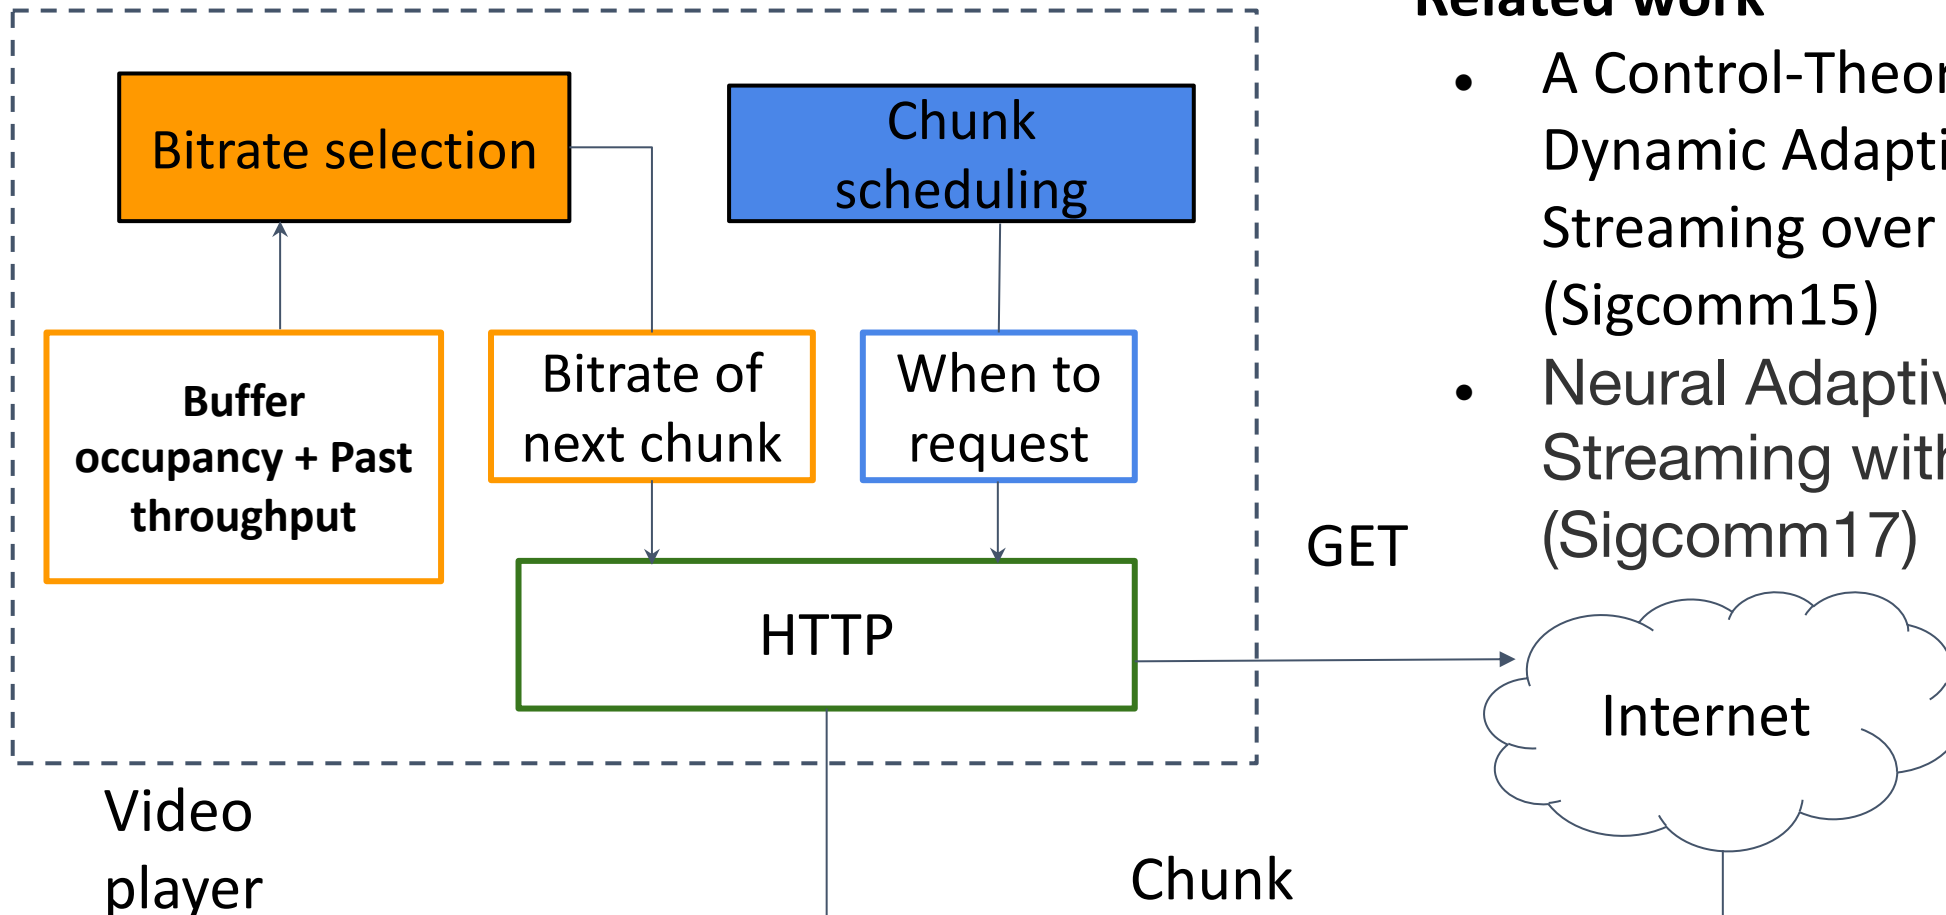 Bitrate selection
Chunk
scheduling
Buffer
occupancy + Past
throughput
Bitrate of
next chunk
When to
request
HTTP
Video
player
GET
Chunk
Internet
Related work
• A Control-Theor
Dynamic Adapti
Streaming over
(Sigcomm15)
• Neural Adaptiv
Streaming with
(Sigcomm17)